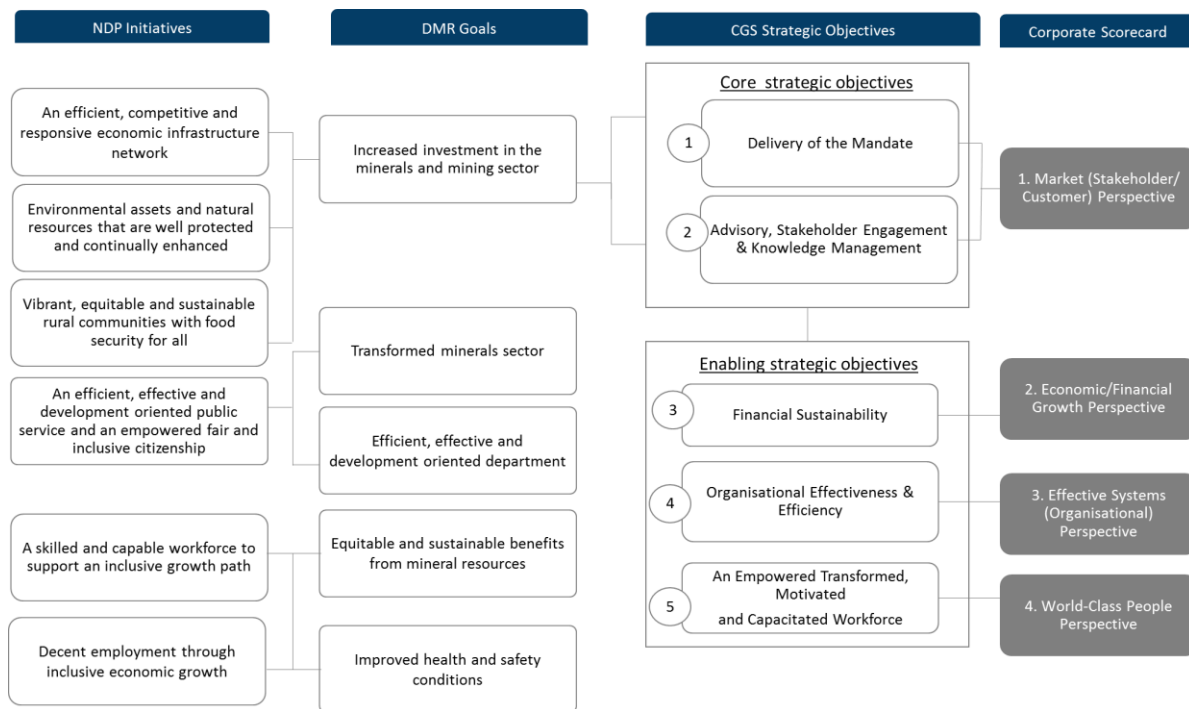 NDP Initiatives
An efficient, competitive and
responsive economic infrastructure
network
Environmental assets and natural
resources that are well protected
and continually enhanced
Vibrant, equitable and sustainable
rural communities with food
security for all
An efficient, effective and
development oriented public
service and an empowered fair and
inclusive citizenship
A skilled and capable workforce to
support an inclusive growth path
Decent employment through
inclusive economic growth
DMR Goals
Increased investment in the
minerals and mining sector
Transformed minerals sector
Efficient, effective and
development oriented department
Equitable and sustainable benefits
from mineral resources
Improved health and safety
conditions
CGS Strategic Objectives
Core strategic objectives
1
Delivery of the Mandate
2
Advisory, Stakeholder Engagement
& Knowledge Management
Enabling strategic objectives
3
Financial Sustainability
4
Organisational Effectiveness &
Efficiency
5
An Empowered Transformed,
Motivated
and Capacitated Workforce
Corporate Scorecard
1. Market (Stakeholder/
Customer) Perspective
2. Economic/Financial
Growth Perspective
3. Effective Systems
(Organisational)
Perspective
4. World-Class People
Perspective